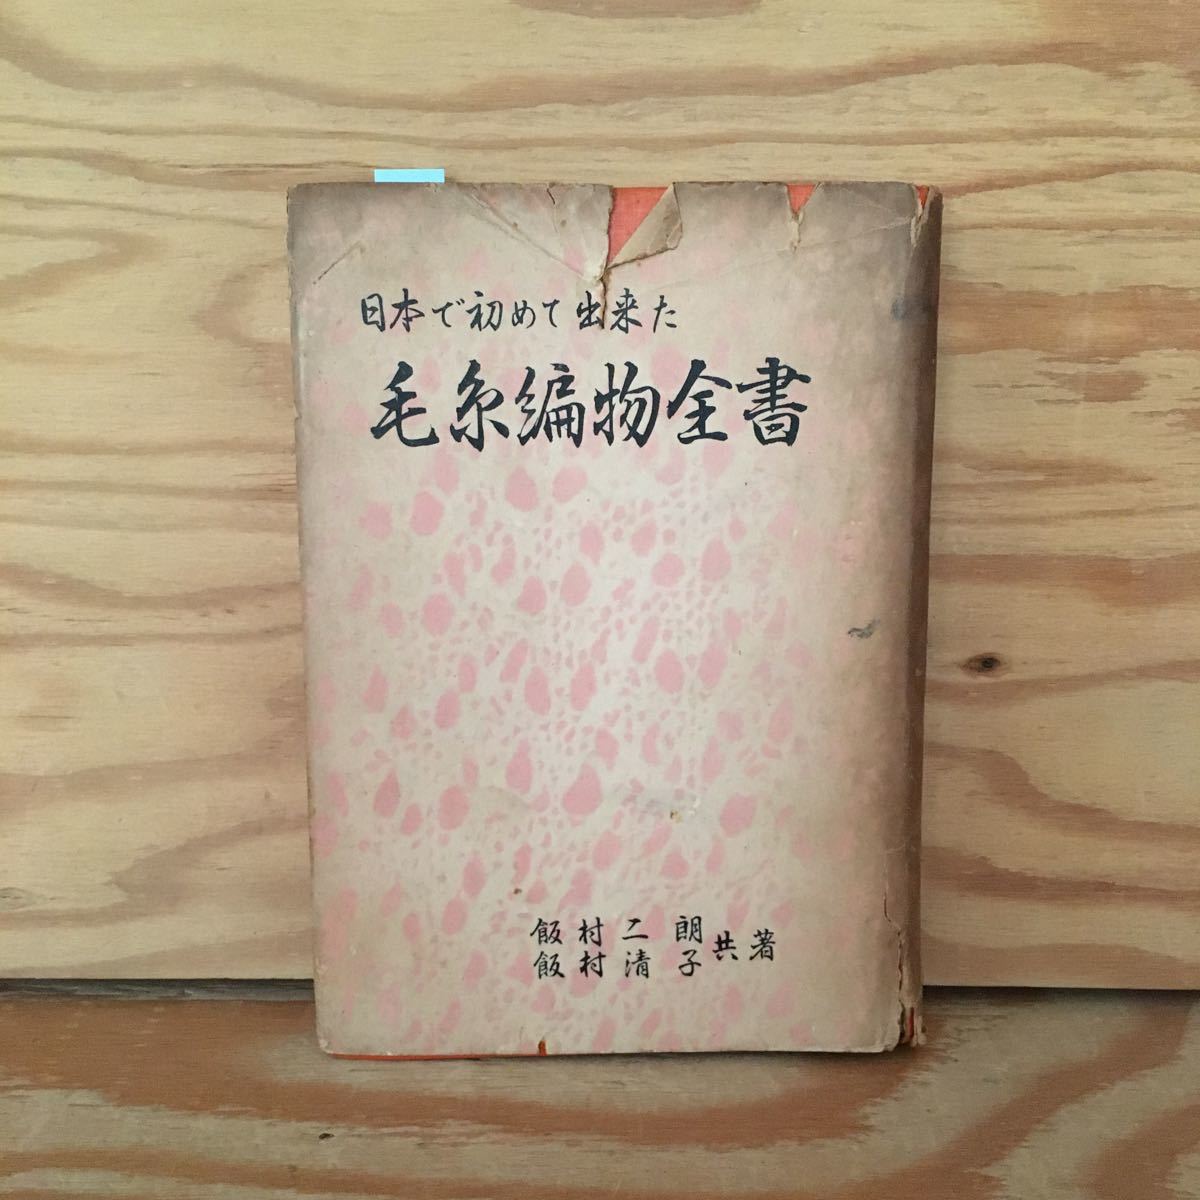 日本で初めて出来た
毛糸編物全書
飯村二朗
飯村清子
共著